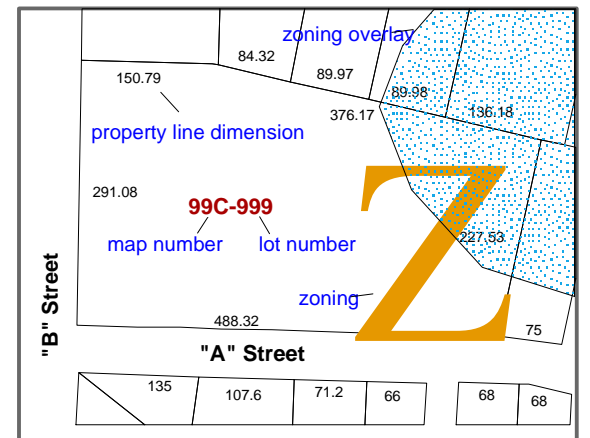 zoning overlay
84.32
150.79
89.97
89.98
376.17
136.18
property line dimension
291.08
99C-999
map number
lot number
227.53
Z
zoning
488.32
75
"B" Street
"A" Street
135
107.6
71.2
66
68
68